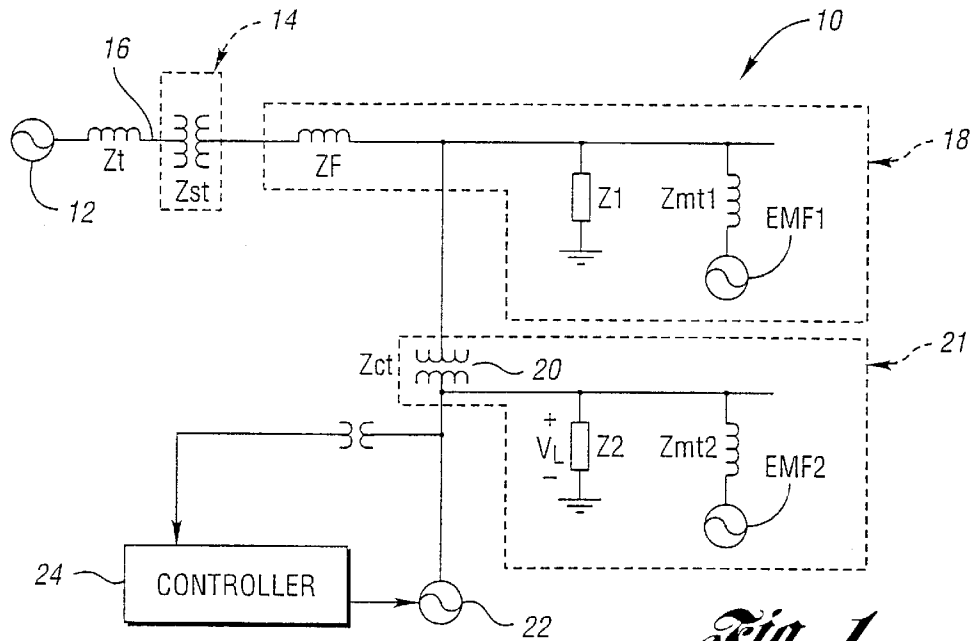 14
10
16
18
Zt
ZF
Zst
Z1
Zmt1
EMF1
12
21
Zct
20
+
VL
−
Z2
Zmt2
EMF2
24
CONTROLLER
22
Fig. 1